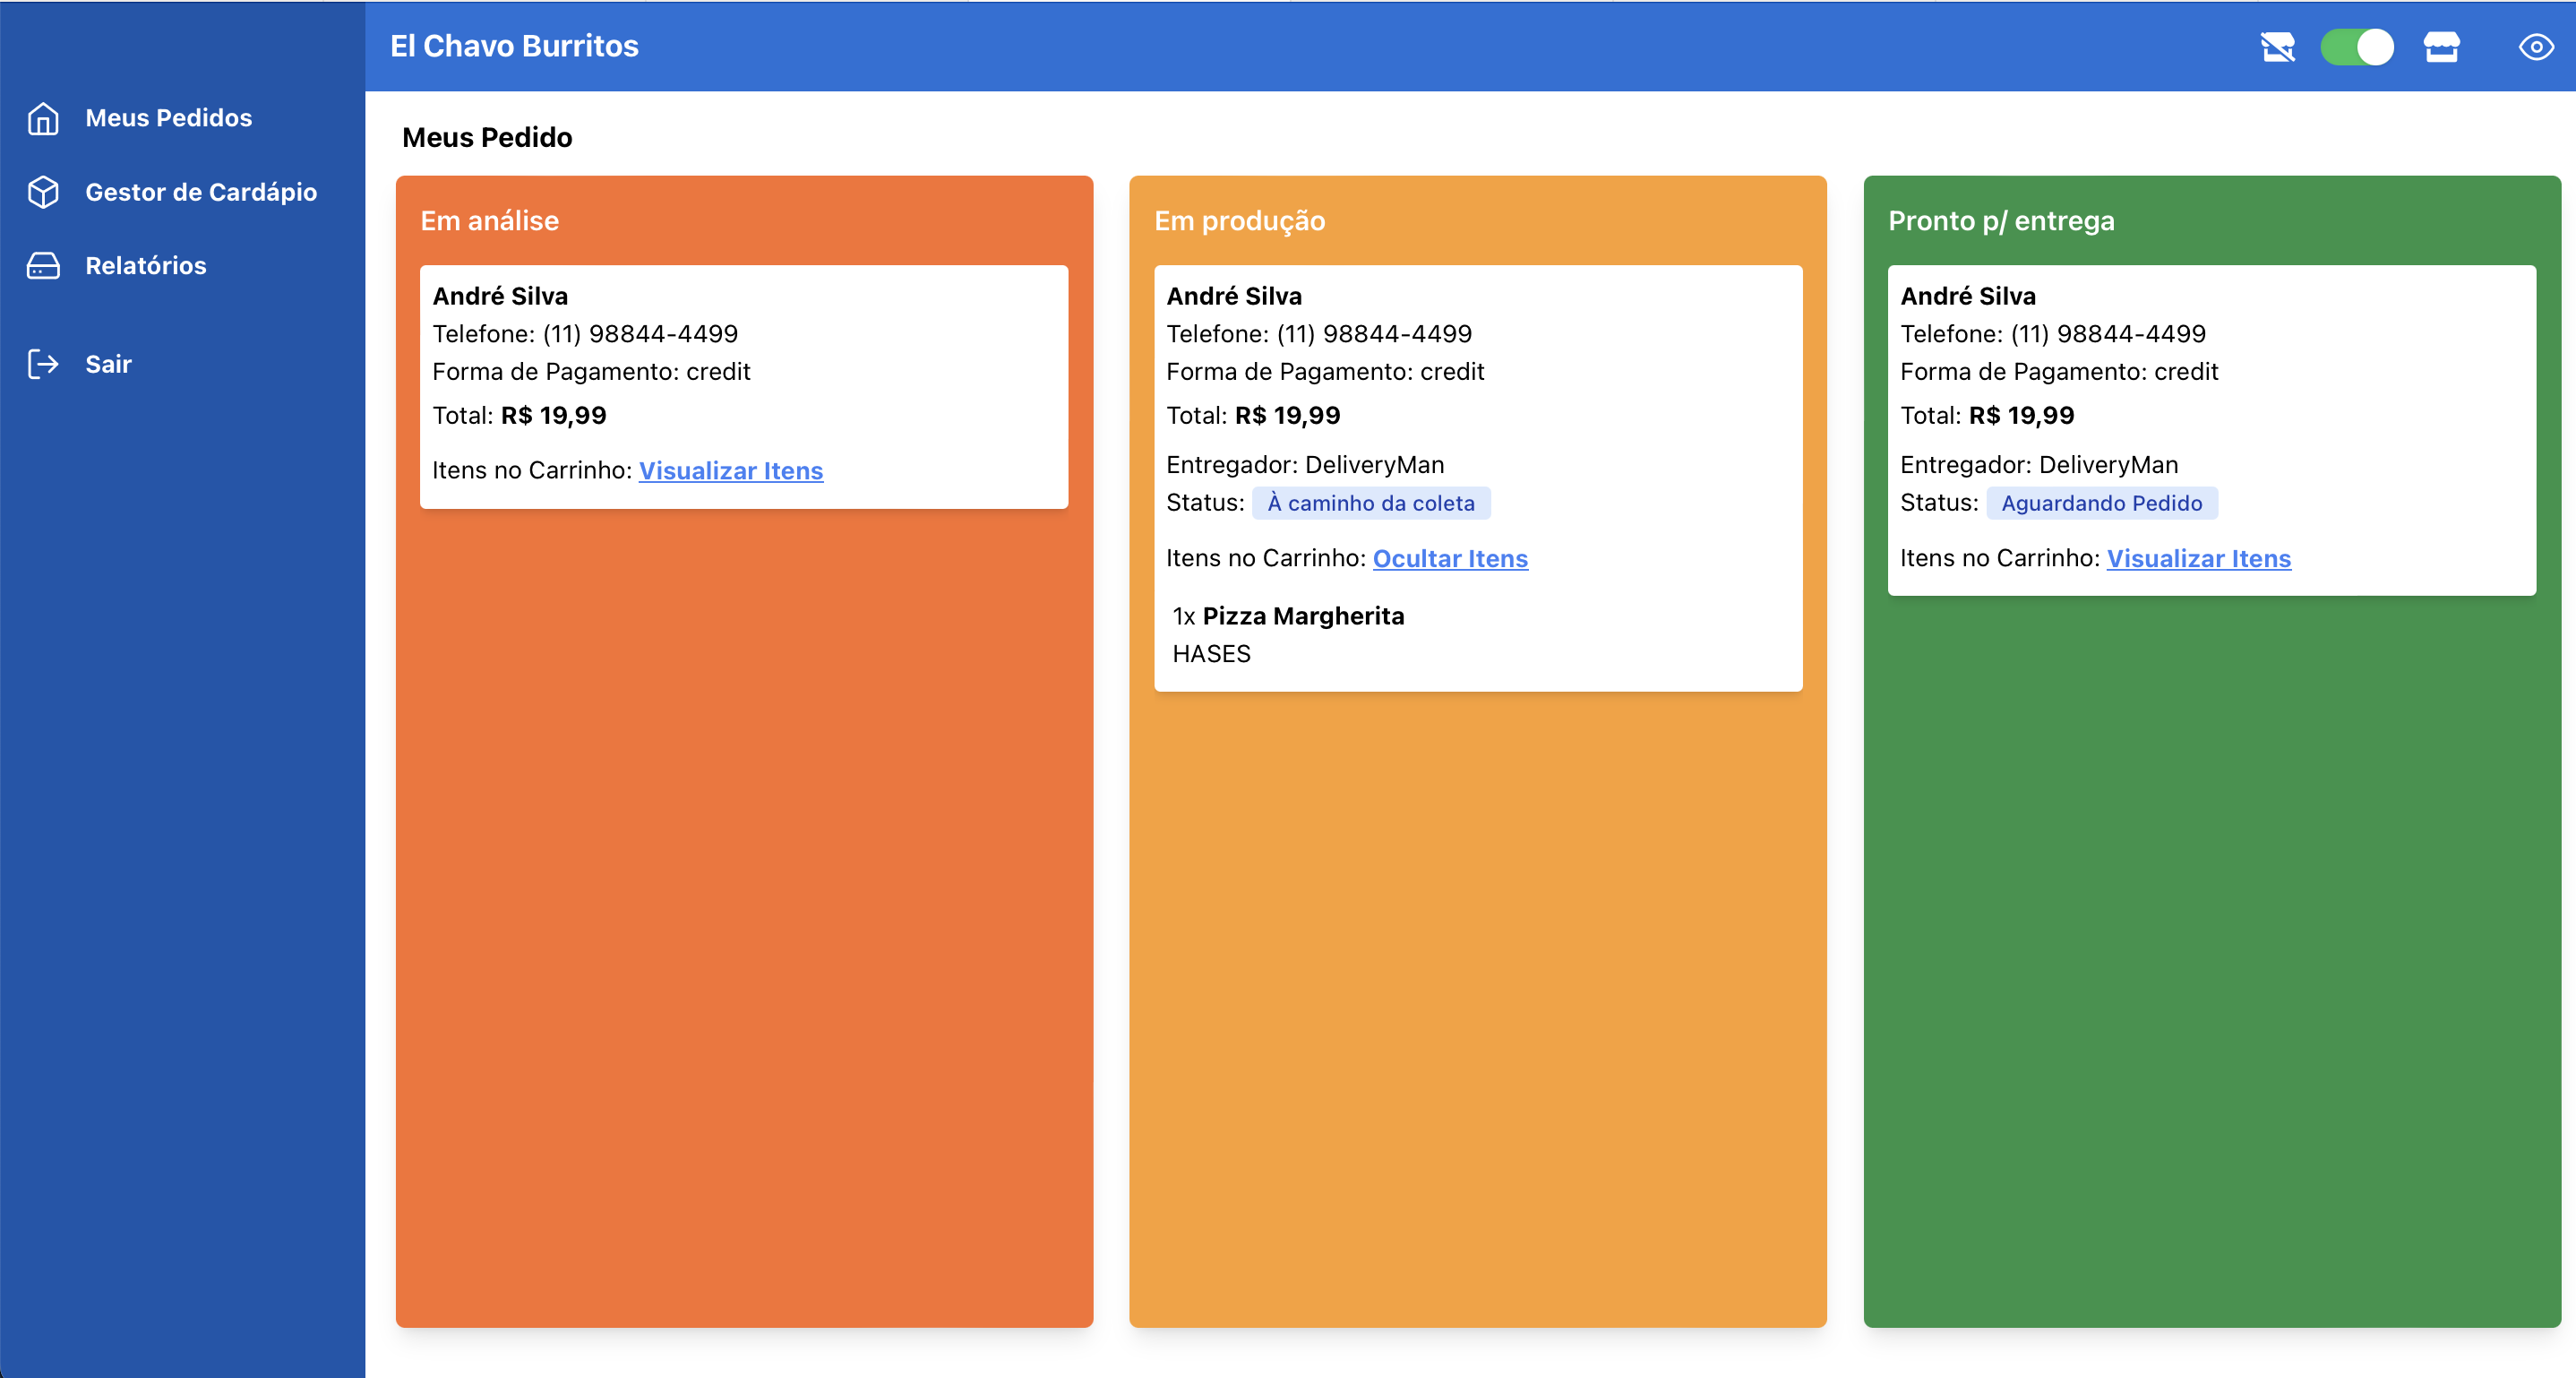 El Chavo Burritos
Meus Pedidos
Gestor de Cardápio
Relatórios
Sair
Meus Pedido
Em análise
André Silva
Telefone: (11) 98844-4499
Forma de Pagamento: credit
Total: R$ 19,99
Itens no Carrinho: Visualizar Itens
Em produção
André Silva
Telefone: (11) 98844-4499
Forma de Pagamento: credit
Total: R$ 19,99
Entregador: DeliveryMan
Status: À caminho da coleta
Itens no Carrinho: Ocultar Itens
1x Pizza Margherita
HASES
Pronto p/ entrega
André Silva
Telefone: (11) 98844-4499
Forma de Pagamento: credit
Total: R$ 19,99
Entregador: DeliveryMan
Status: Aguardando Pedido
Itens no Carrinho: Visualizar Itens